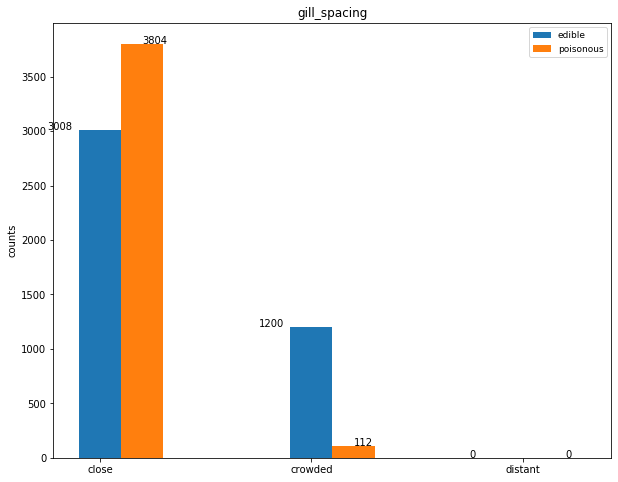 gill_spacing
edible
poisonous
3804
3008
1200
112
0
0
counts
3500
3000
2500
2000
1500
1000
500
0
close
crowded
distant